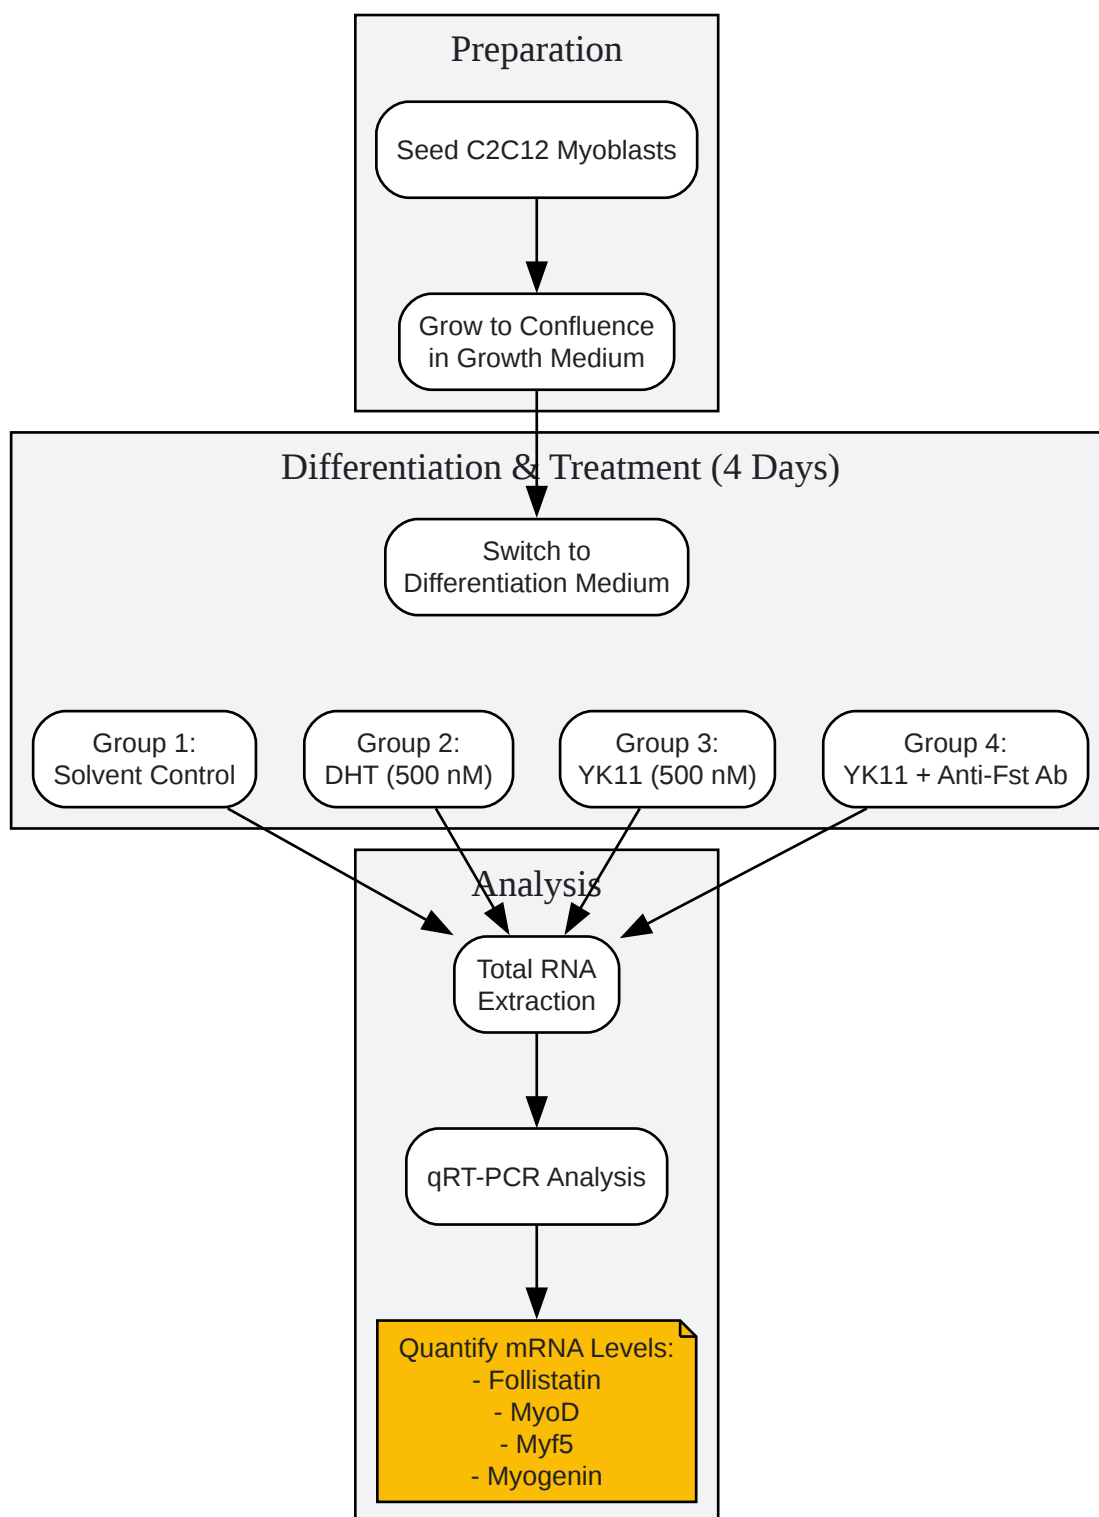 Preparation
Seed C2C12 Myoblasts
Grow to Confluence
in Growth Medium
Differentiation & Treatment (4 Days)
Switch to
Differentiation Medium
Group 1:
Solvent Control
Group 2:
DHT (500 nM)
Group 3:
YK11 (500 nM)
Group 4:
YK11 + Anti-Fst Ab
Analysis
Total RNA
Extraction
qRT-PCR Analysis
Quantify mRNA Levels:
- Follistatin
- MyoD
- Myf5
- Myogenin